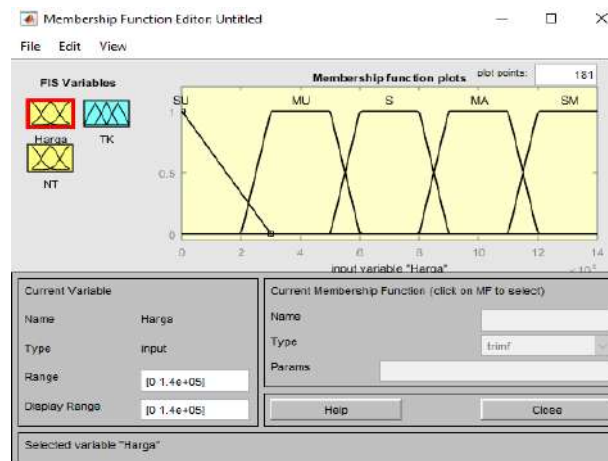 Membership Function Editor: Untitled
File Edit View
FIS Variables
Membership function plots
plot points:
181
Harga
TK
NT
SU MU S MA SM
1
0.5
0
0 2 4 6 8 10 12 14
input variable "Harga"
Current Variable
Name Harga
Type input
Range [0 1.4e+05]
Display Range [0 1.4e+05]
Current Membership Function (click on MF to select)
Name
Type trimf
Params
Help Close
Selected variable "Harga"